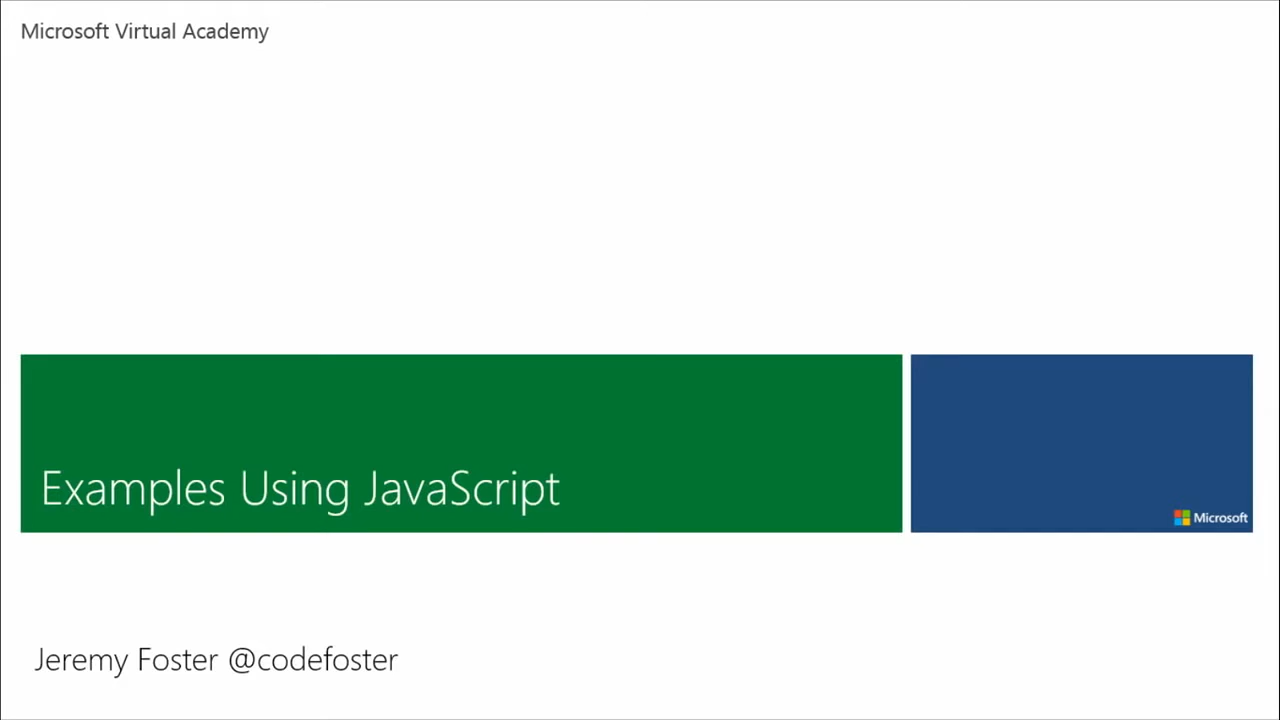 Microsoft Virtual Academy
Examples Using JavaScript
Microsoft
Jeremy Foster @codefoster